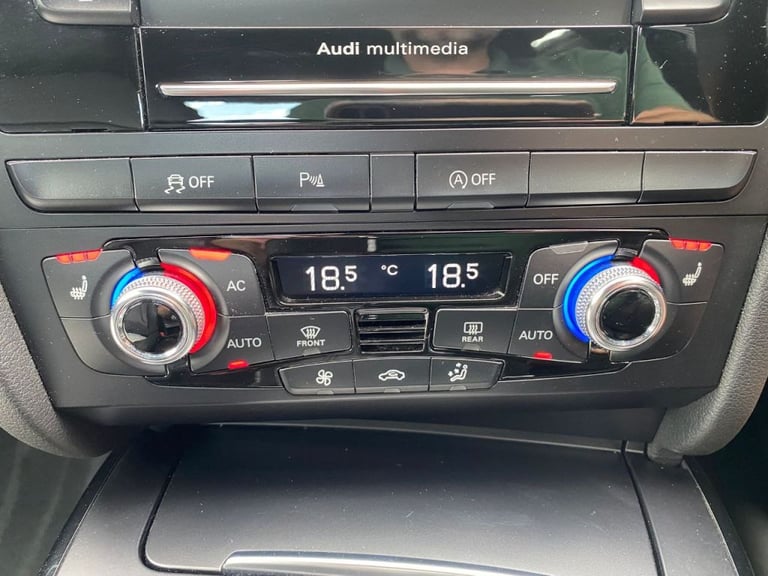 Audi multimedia
OFF P A OFF
AC 18.5 °C 18.5 OFF
AUTO FRONT REAR AUTO